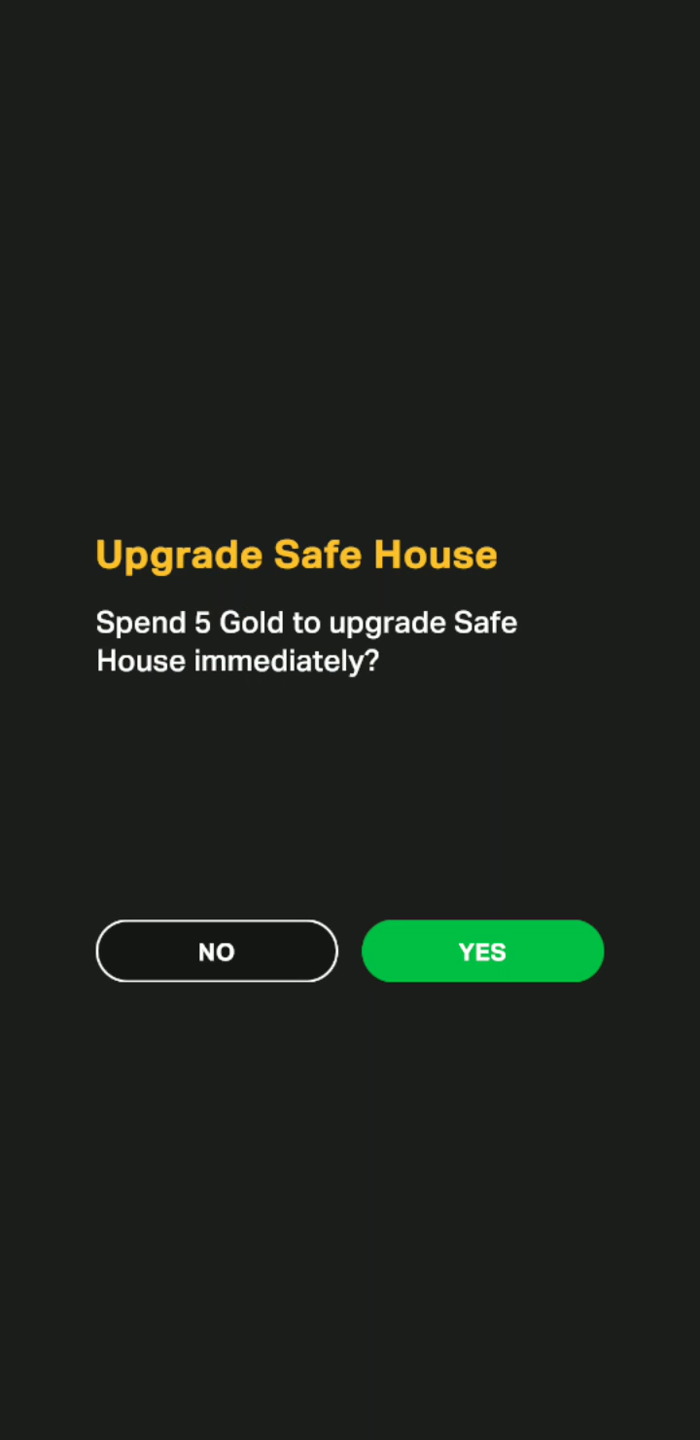 Upgrade Safe House
Spend 5 Gold to upgrade Safe
House immediately?
NO
YES